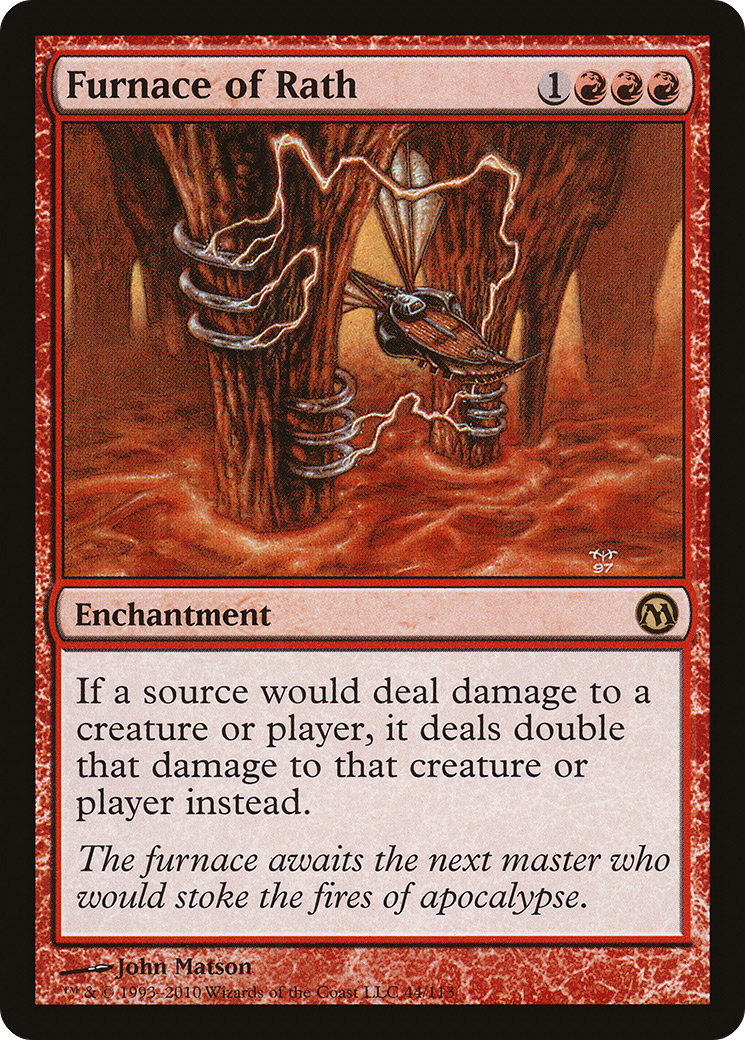 Furnace of Rath 1
97
Enchantment
If a source would deal damage to a
creature or player, it deals double
that damage to that creature or
player instead.
The furnace awaits the next master who
would stoke the fires of apocalypse.
John Matson
™ & © 1993–2010 Wizards of the Coast LLC 44/113